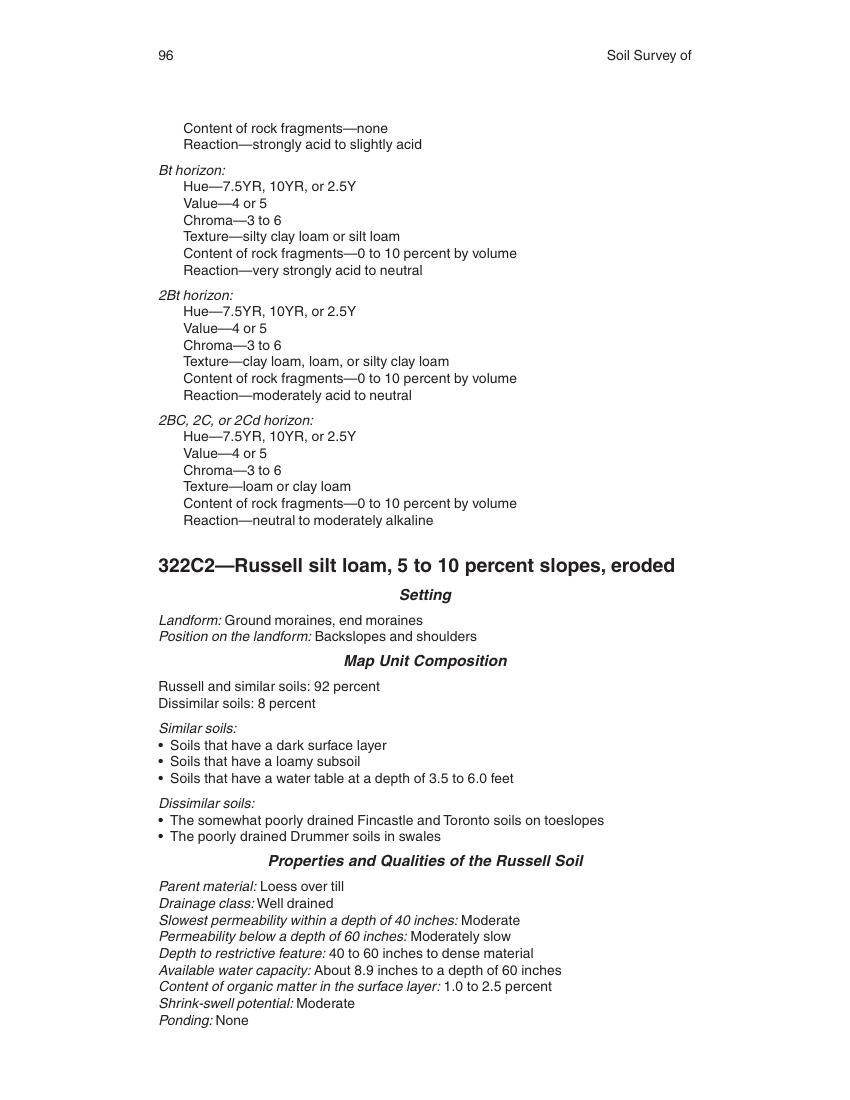 96
Soil Survey of
Content of rock fragments—none
Reaction—strongly acid to slightly acid
Bt horizon:
Hue—7.5YR, 10YR, or 2.5Y
Value—4 or 5
Chroma—3 to 6
Texture—silty clay loam or silt loam
Content of rock fragments—0 to 10 percent by volume
Reaction—very strongly acid to neutral
2Bt horizon:
Hue—7.5YR, 10YR, or 2.5Y
Value—4 or 5
Chroma—3 to 6
Texture—clay loam, loam, or silty clay loam
Content of rock fragments—0 to 10 percent by volume
Reaction—moderately acid to neutral
2BC, 2C, or 2Cd horizon:
Hue—7.5YR, 10YR, or 2.5Y
Value—4 or 5
Chroma—3 to 6
Texture—loam or clay loam
Content of rock fragments—0 to 10 percent by volume
Reaction—neutral to moderately alkaline
322C2—Russell silt loam, 5 to 10 percent slopes, eroded
Setting
Landform: Ground moraines, end moraines
Position on the landform: Backslopes and shoulders
Map Unit Composition
Russell and similar soils: 92 percent
Dissimilar soils: 8 percent
Similar soils:
• Soils that have a dark surface layer
• Soils that have a loamy subsoil
• Soils that have a water table at a depth of 3.5 to 6.0 feet
Dissimilar soils:
• The somewhat poorly drained Fincastle and Toronto soils on toeslopes
• The poorly drained Drummer soils in swales
Properties and Qualities of the Russell Soil
Parent material: Loess over till
Drainage class: Well drained
Slowest permeability within a depth of 40 inches: Moderate
Permeability below a depth of 60 inches: Moderately slow
Depth to restrictive feature: 40 to 60 inches to dense material
Available water capacity: About 8.9 inches to a depth of 60 inches
Content of organic matter in the surface layer: 1.0 to 2.5 percent
Shrink-swell potential: Moderate
Ponding: None